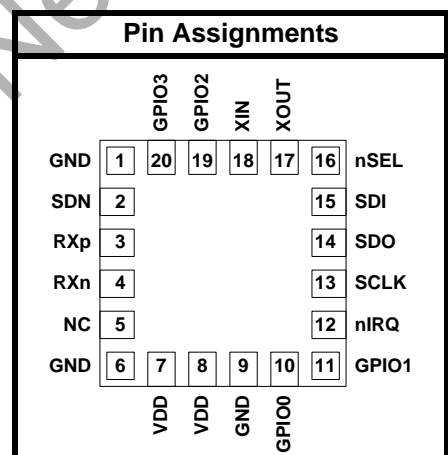 Pin Assignments
GPIO3 GPIO2 XIN XOUT
GND 1 20 19 18 17 16 nSEL
SDN 2 15 SDI
RXp 3 14 SDO
RXn 4 13 SCLK
NC 5 12 nIRQ
GND 6 7 8 9 10 11 GPIO1
VDD VDD GND GPIO0